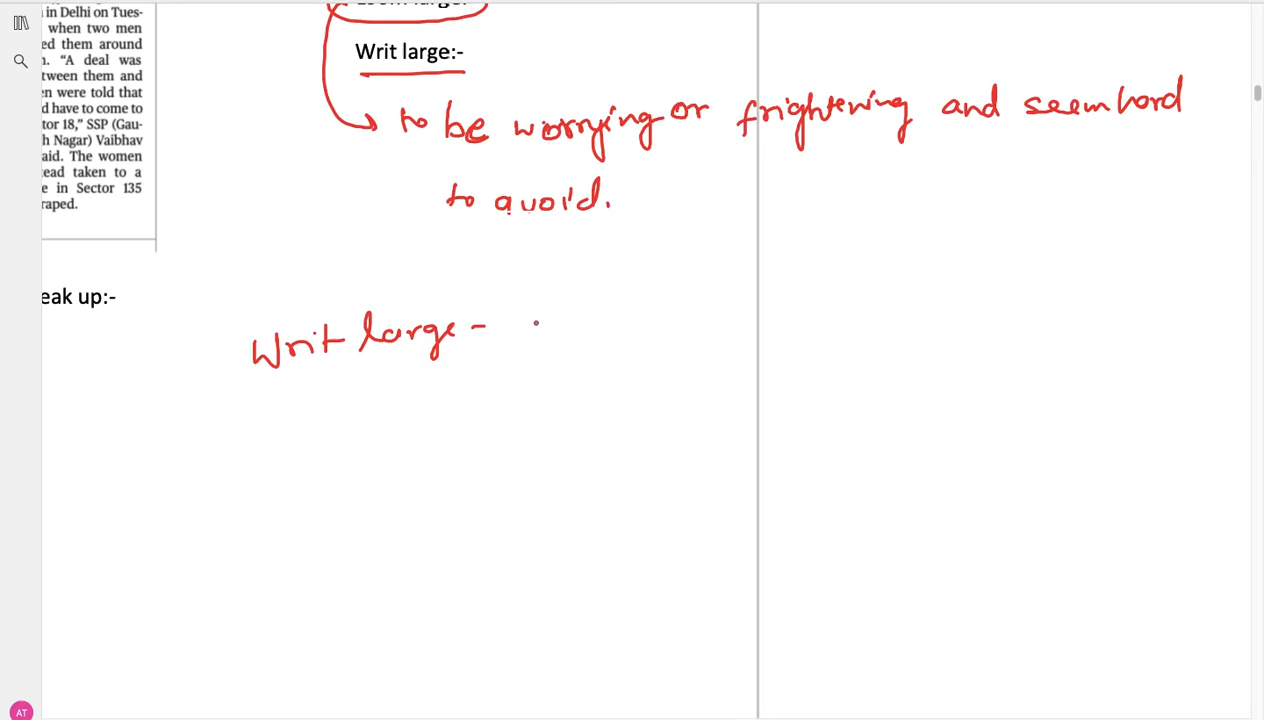 in Delhi on Tues-
when two men
ed them around
. "A deal was
tween them and
en were told that
d have to come to
tor 18," SSP (Gau-
h Nagar) Vaibhav
aid. The women
ead taken to a
e in Sector 135
raped.
Writ large:-
to be worrying or frightening and seem hard
to avoid.
eak up:-
Writ large -
AT